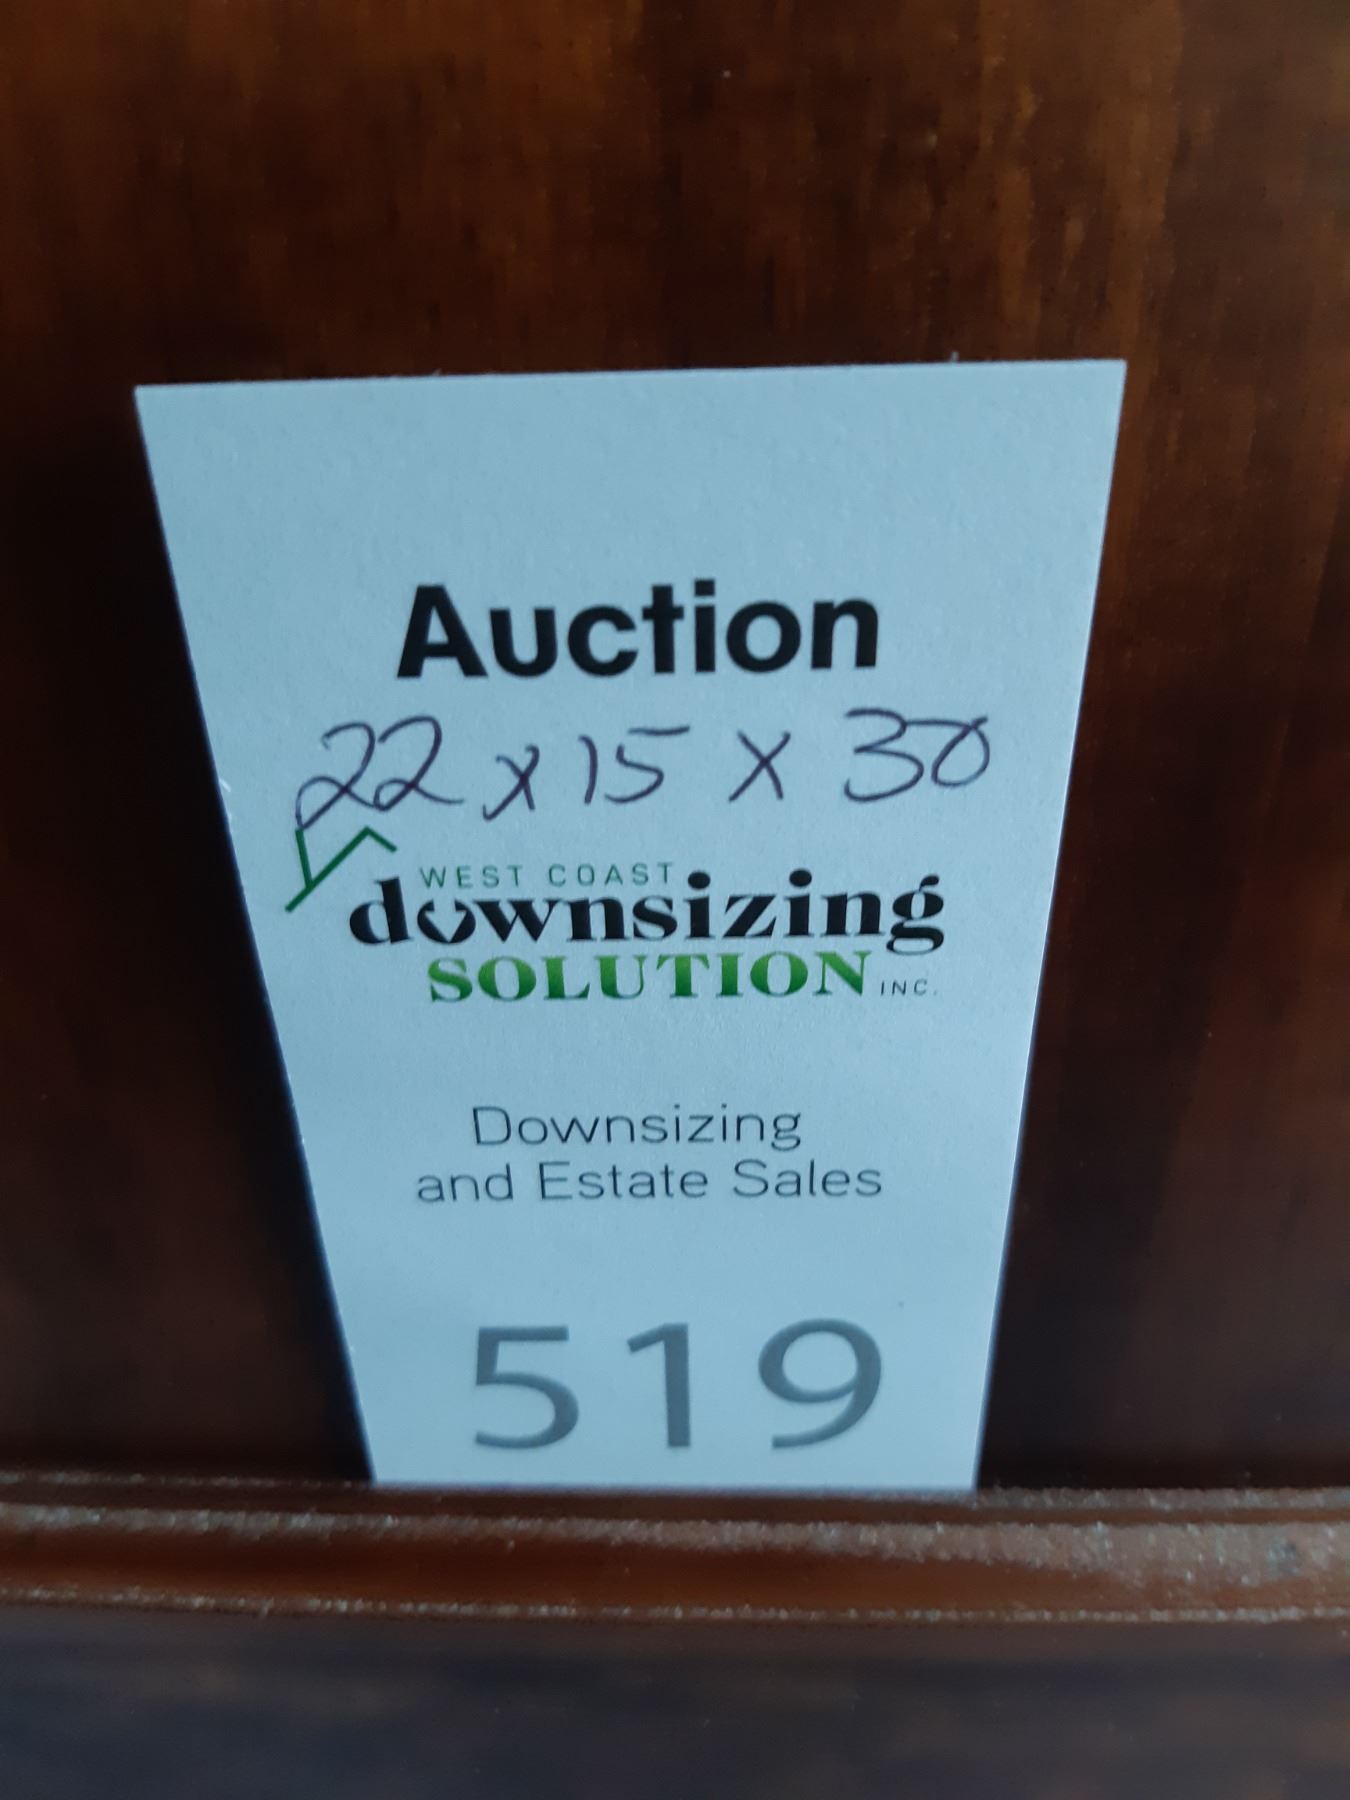 Auction
22 x 15 x 30
WEST COAST
downsizing
SOLUTION INC.
Downsizing
and Estate Sales
519